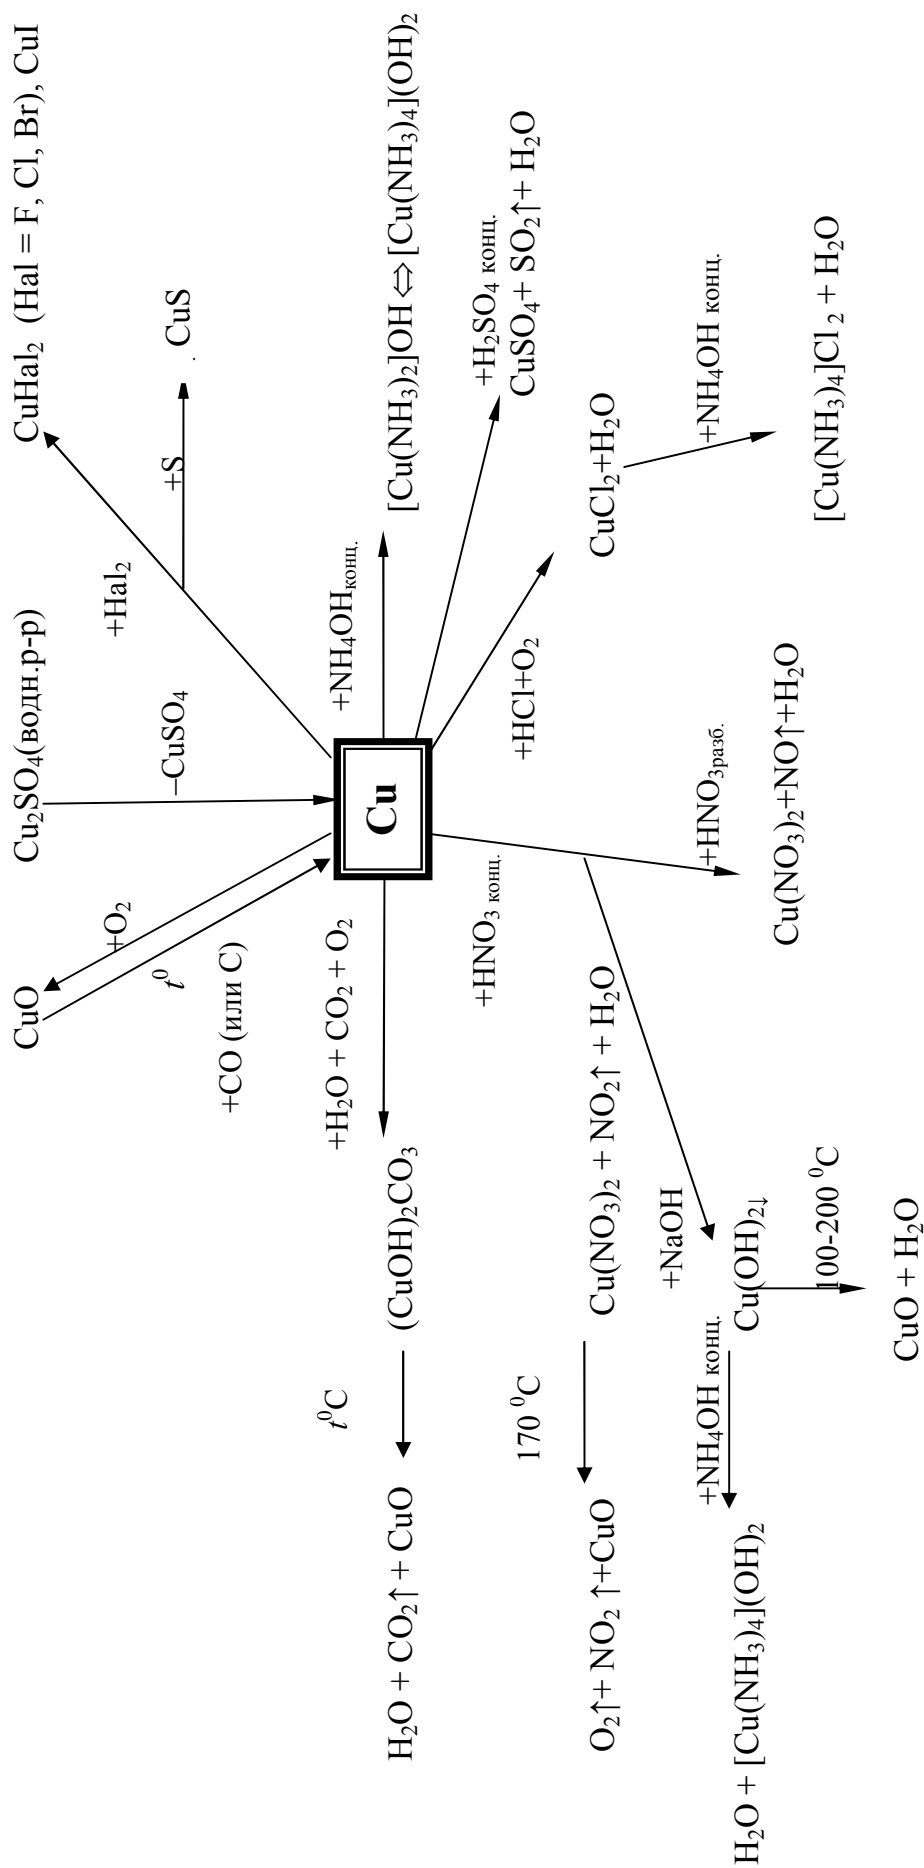 CuO
Cu2SO4(водн.р-р)
CuHal2 (Hal = F, Cl, Br), CuI
+O2
t0
–CuSO4
+Hal2
+S
CuS
+CO (или C)
+H2O + CO2 + O2
t0C
H2O + CO2↑ + CuO
(CuOH)2CO3
Cu
+NH4OHконц.
[Cu(NH3)2]OH⇔[Cu(NH3)4](OH)2
+HNO3 конц.
+HCl+O2
+H2SO4 конц.
CuSO4+ SO2↑+ H2O
170 0C
O2↑+ NO2 ↑+CuO
Cu(NO3)2 + NO2↑ + H2O
CuCl2+H2O
+NaOH
+HNO3разб.
+NH4OH конц.
+NH4OH конц.
H2O + [Cu(NH3)4](OH)2
Cu(OH)2↓
Cu(NO3)2+NO↑+H2O
[Cu(NH3)4]Cl2 + H2O
100-200 0C
CuO + H2O